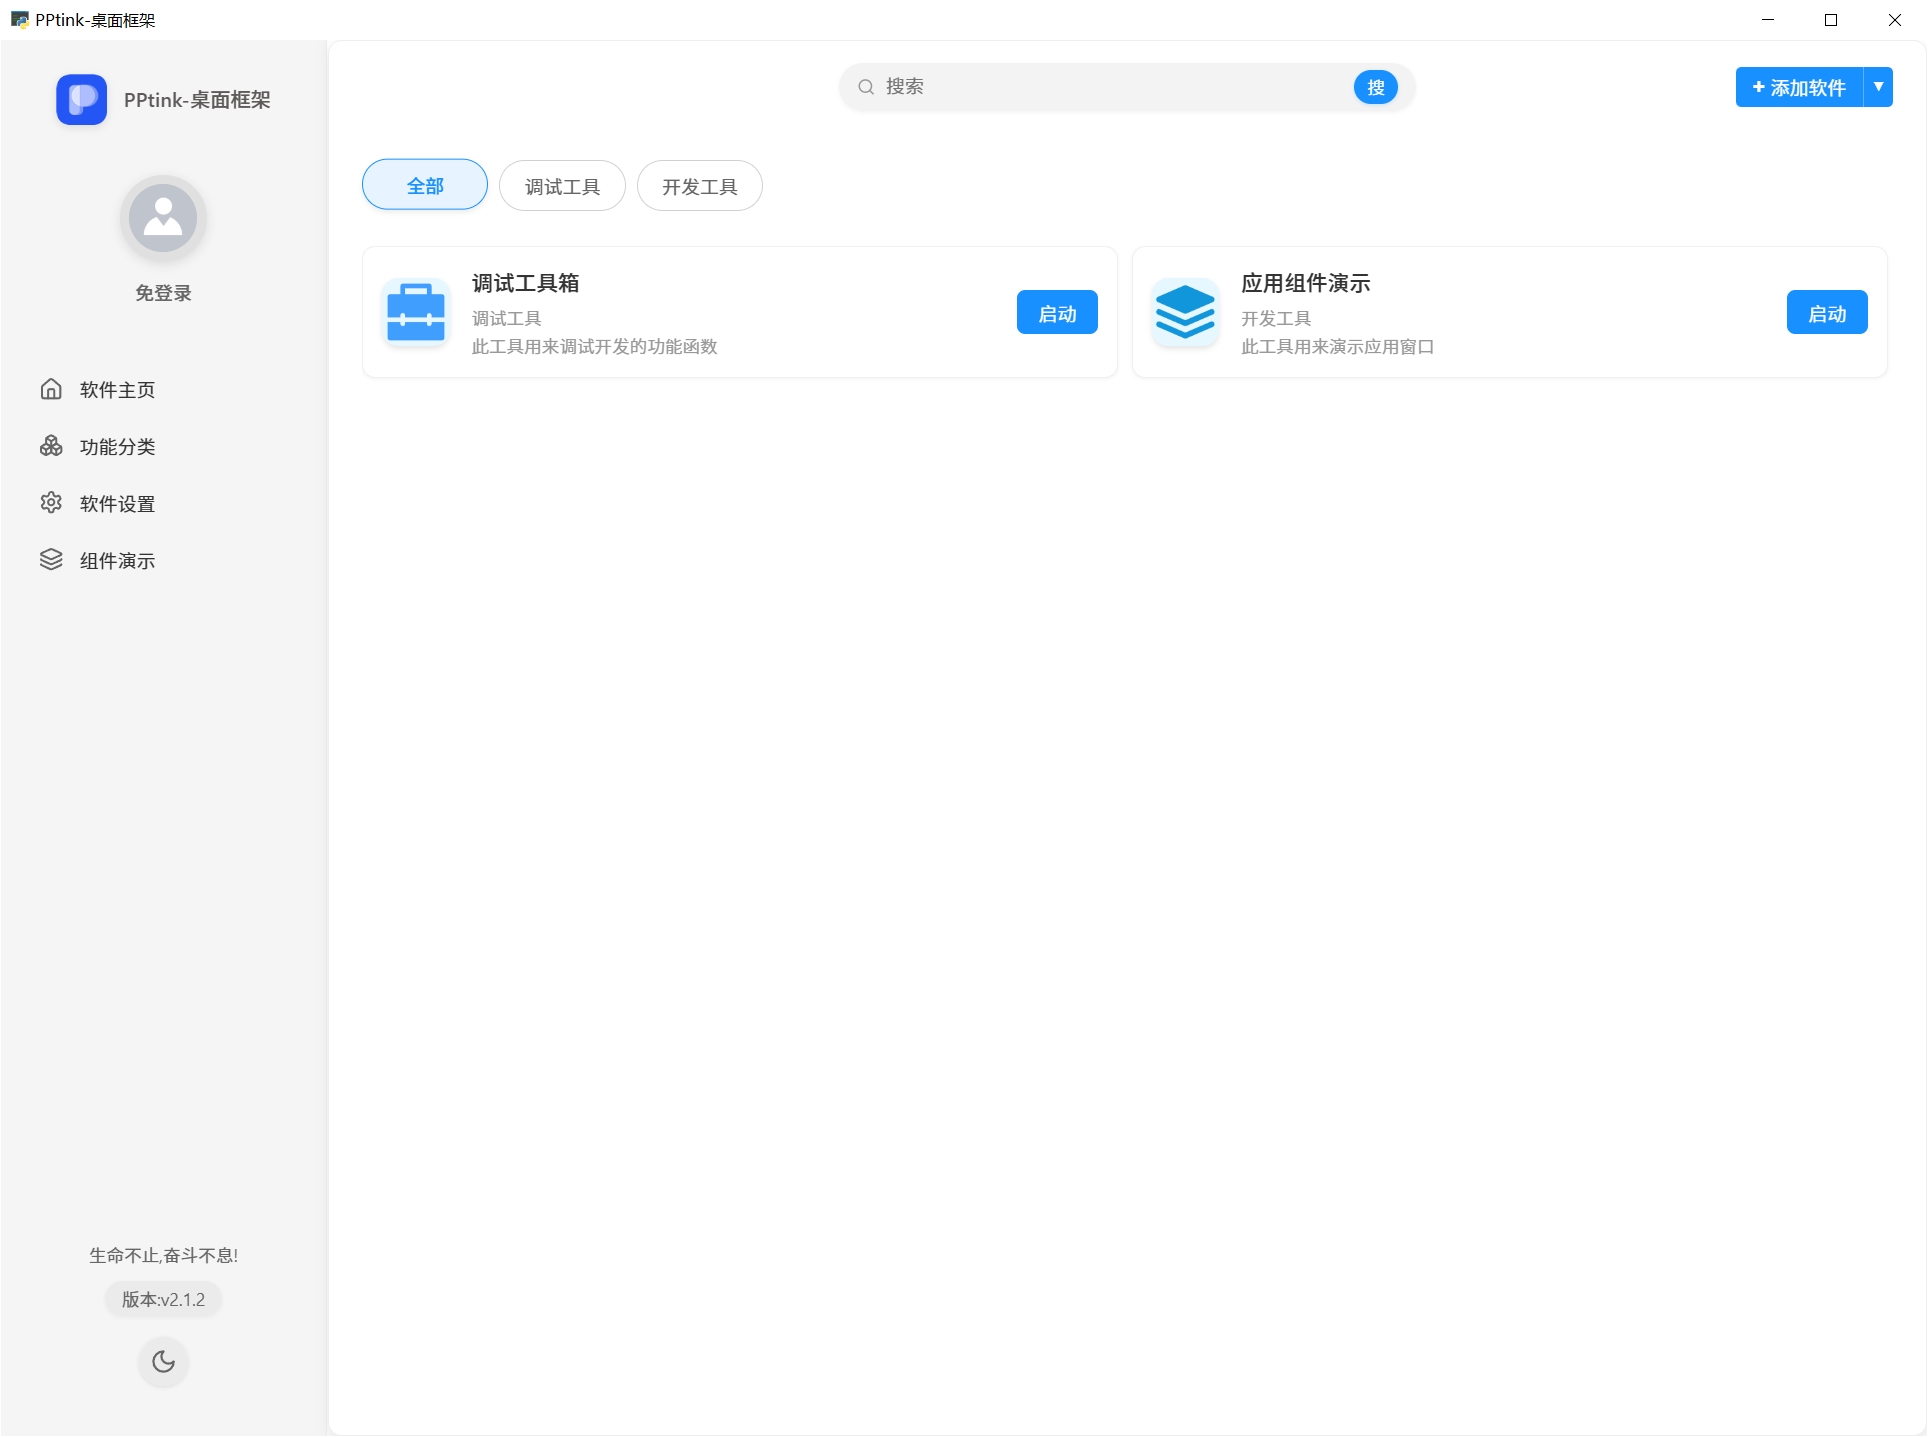 PPtink-桌面框架
PPtink-桌面框架
免登录
软件主页
功能分类
软件设置
组件演示
生命不止,奋斗不息!
版本:v2.1.2
搜索
搜
+ 添加软件
全部
调试工具
开发工具
调试工具箱
调试工具
此工具用来调试开发的功能函数
启动
应用组件演示
开发工具
此工具用来演示应用窗口
启动